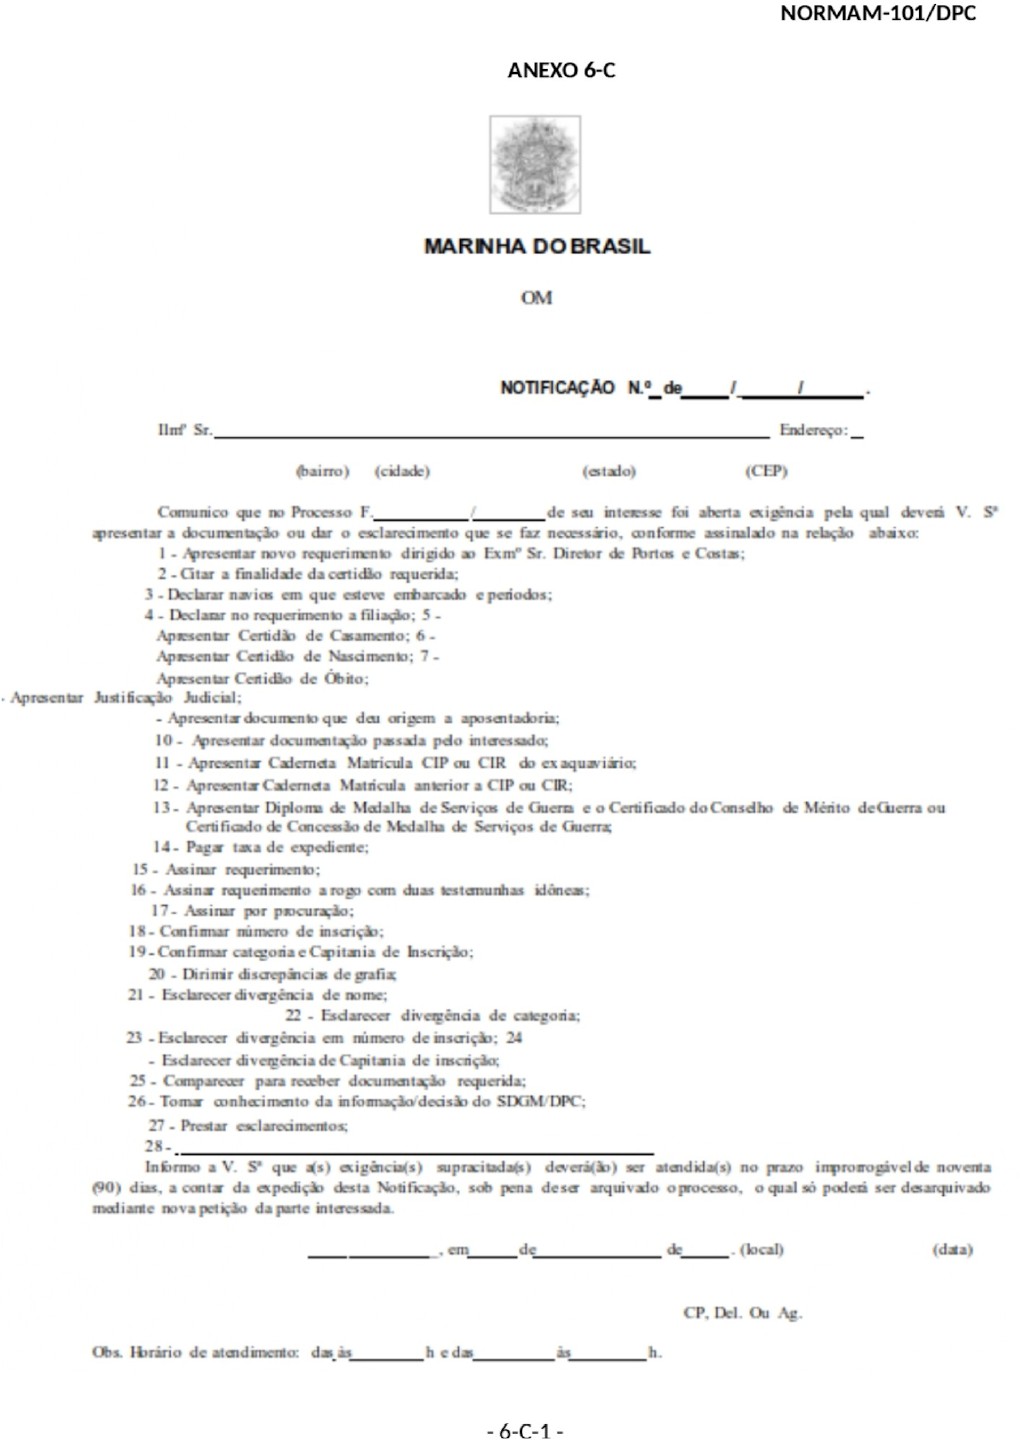 NORMAM-101/DPC
ANEXO 6-C
MARINHA DO BRASIL
OM
NOTIFICAÇÃO N.º_de_____/_______/_______.
Ilmº Sr.____________________________________________ Endereço: _
(bairro) (cidade) (estado) (CEP)
Comunico que no Processo F.__________/________de seu interesse foi aberta exigência pela qual deverá V. Sª
apresentar a documentação ou dar o esclarecimento que se faz necessário, conforme assinalado na relação abaixo:
1 - Apresentar novo requerimento dirigido ao Exmº Sr. Diretor de Portos e Costas;
2 - Citar a finalidade da certidão requerida;
3 - Declarar navios em que esteve embarcado e períodos;
4 - Declarar no requerimento a filiação; 5 -
Apresentar Certidão de Casamento; 6 -
Apresentar Certidão de Nascimento; 7 -
Apresentar Certidão de Óbito;
- Apresentar Justificação Judicial;
- Apresentar documento que deu origem a aposentadoria;
10 - Apresentar documentação passada pelo interessado;
11 - Apresentar Caderneta Matrícula CIP ou CIR do ex aquaviário;
12 - Apresentar Caderneta Matrícula anterior a CIP ou CIR;
13 - Apresentar Diploma de Medalha de Serviços de Guerra e o Certificado do Conselho de Mérito de Guerra ou
Certificado de Concessão de Medalha de Serviços de Guerra;
14 - Pagar taxa de expediente;
15 - Assinar requerimento;
16 - Assinar requerimento a rogo com duas testemunhas idôneas;
17 - Assinar por procuração;
18 - Confirmar número de inscrição;
19 - Confirmar categoria e Capitania de Inscrição;
20 - Dirimir discrepâncias de grafia;
21 - Esclarecer divergência de nome;
22 - Esclarecer divergência de categoria;
23 - Esclarecer divergência em número de inscrição; 24
- Esclarecer divergência de Capitania de inscrição;
25 - Comparecer para receber documentação requerida;
26 - Tomar conhecimento da informação/decisão do SDGM/DPC;
27 - Prestar esclarecimentos;
28 - ________________________________________
Informo a V. Sª que a(s) exigência(s) supracitada(s) deverá(ão) ser atendida(s) no prazo improrrogável de noventa
(90) dias, a contar da expedição desta Notificação, sob pena de ser arquivado o processo, o qual só poderá ser desarquivado
mediante nova petição da parte interessada.
____ _________, em_____de____________ de_____. (local) (data)
CP, Del. Ou Ag.
Obs. Horário de atendimento: das_às________h e das_________às________h.
- 6-C-1 -